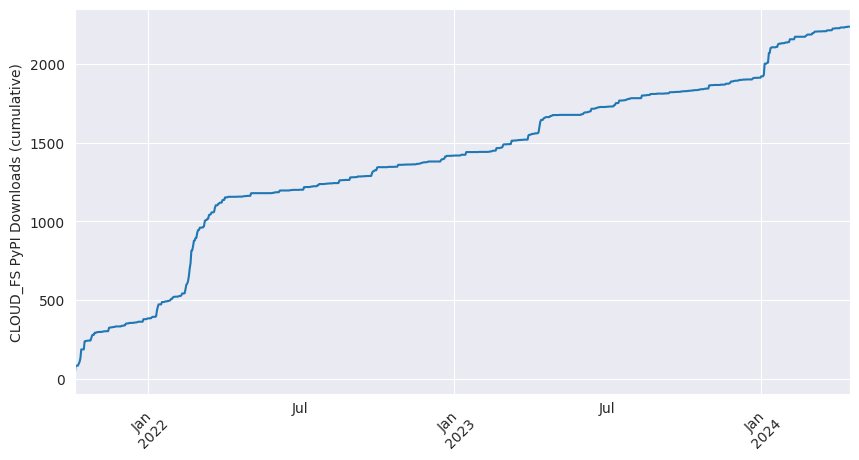 CLOUD_FS PyPI Downloads (cumulative)
2000
1500
1000
500
0
Jan
2022
Jul
Jan
2023
Jul
Jan
2024